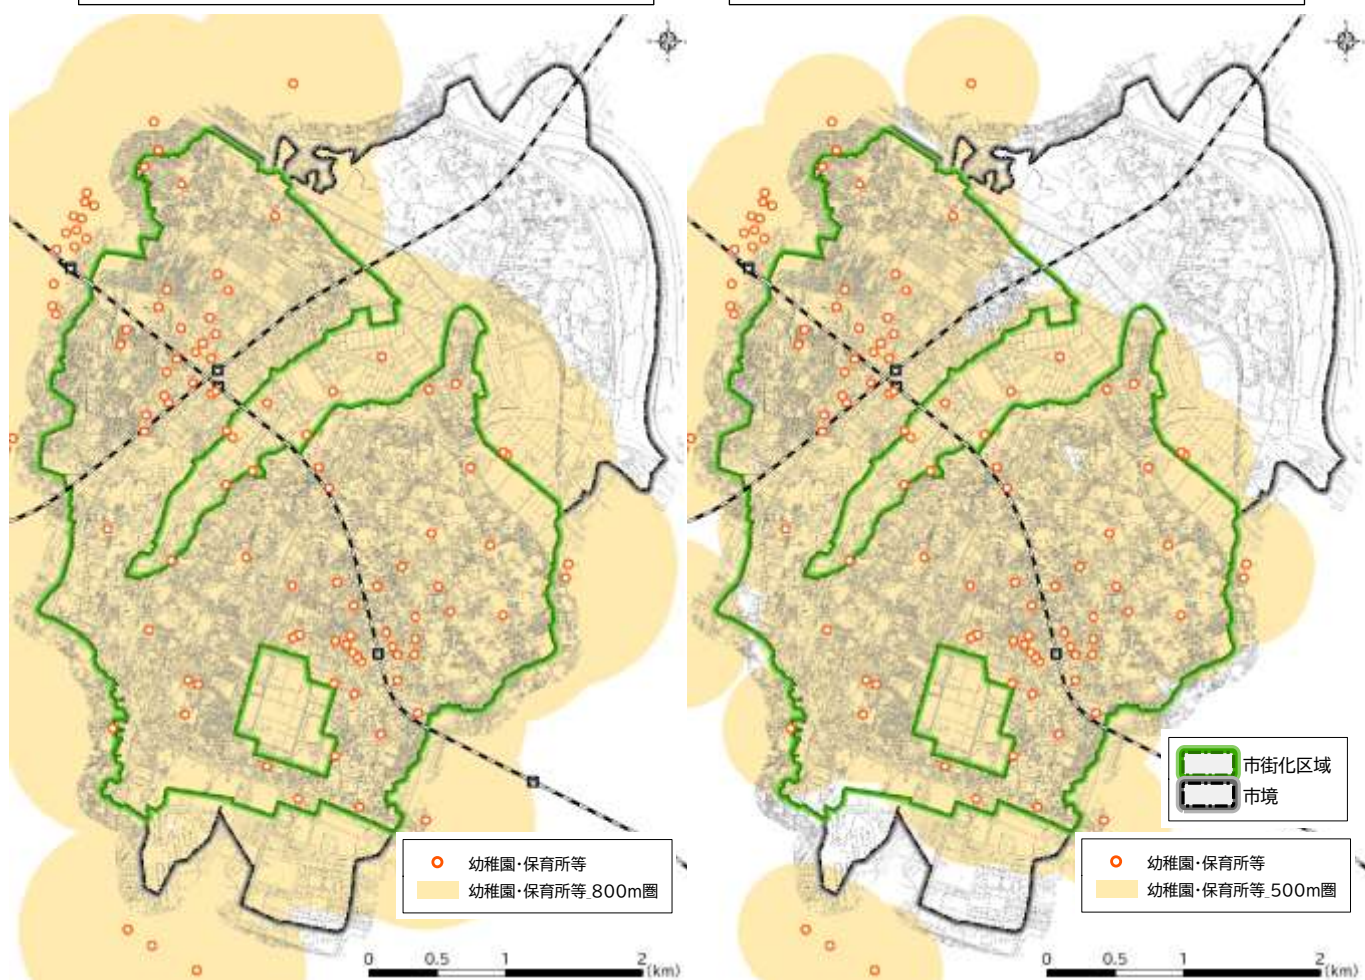 市街化区域
市境
幼稚園・保育所等
幼稚園・保育所等_800m圏
幼稚園・保育所等
幼稚園・保育所等_500m圏
0 0.5 1 2
(km)
0 0.5 1 2
(km)